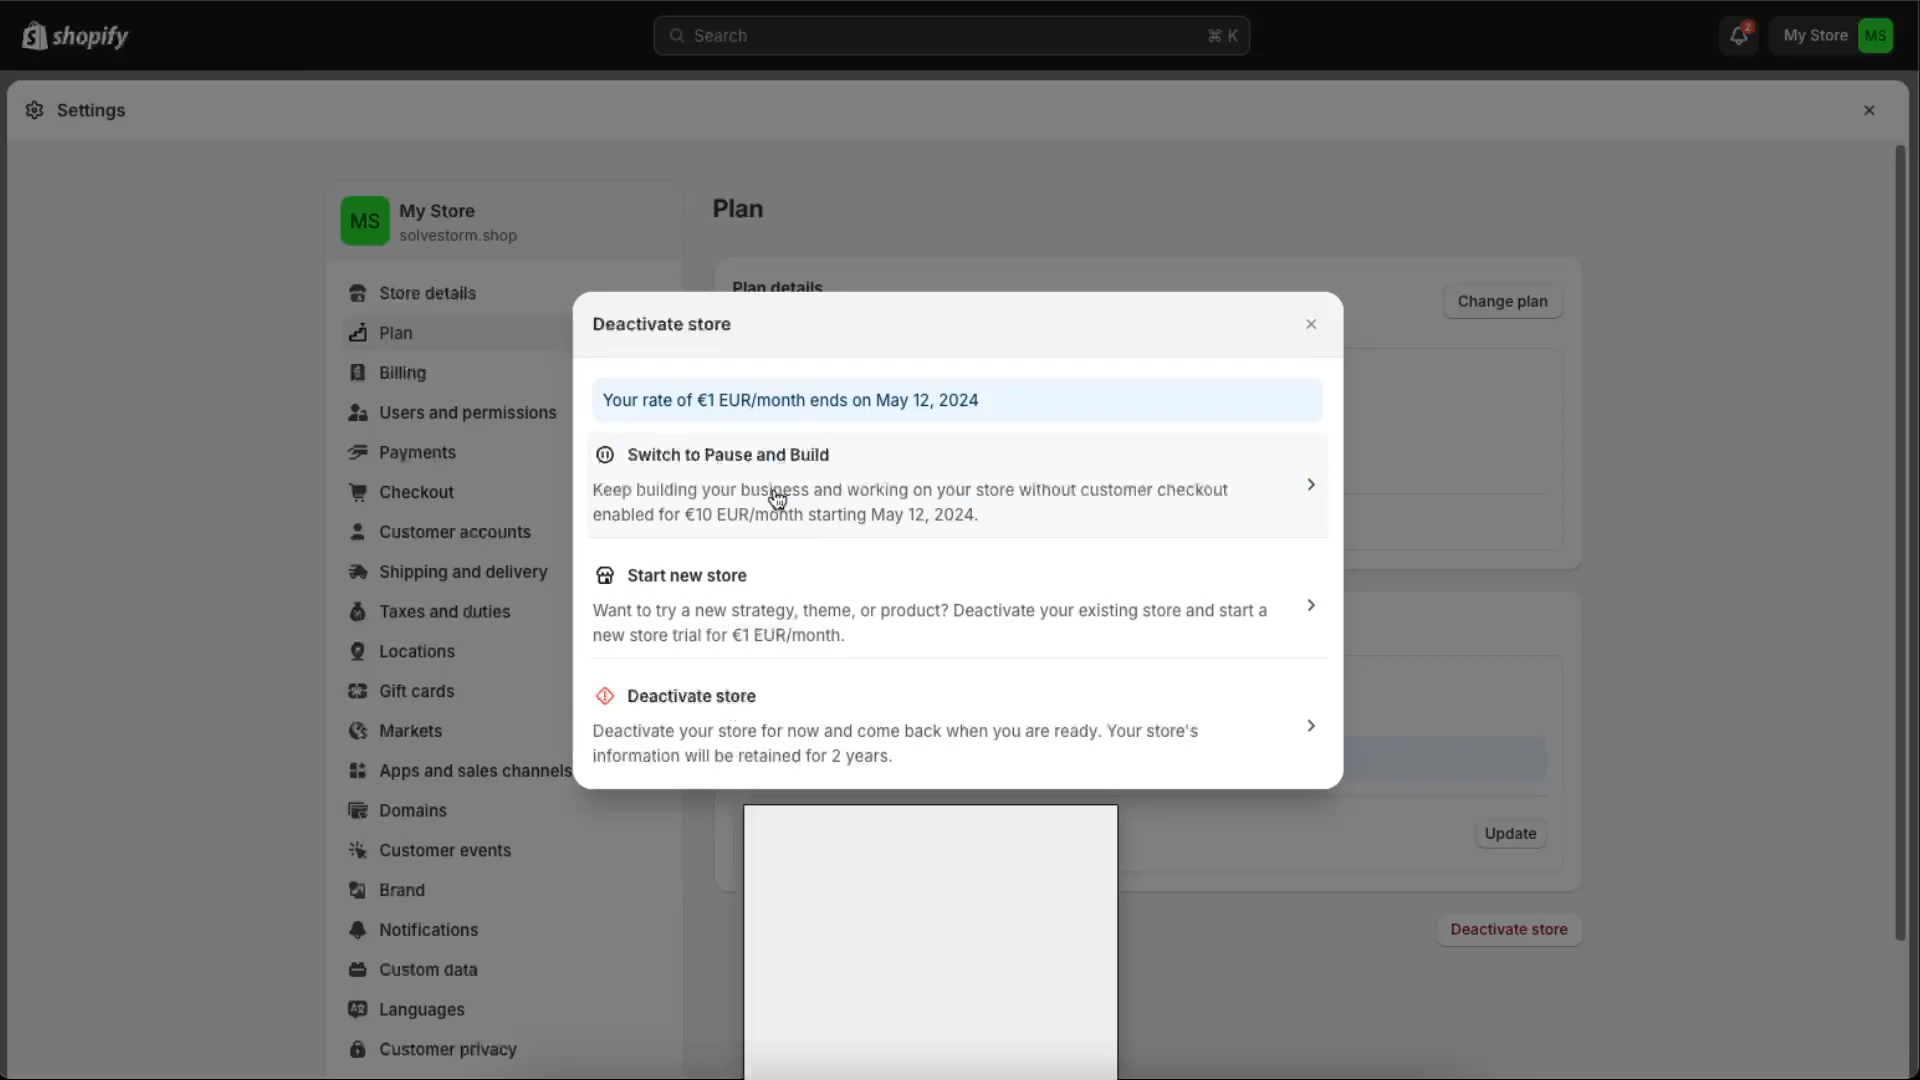 shopify
Search
⌘ K
2
My Store
MS
Settings
MS
My Store
solvestorm.shop
Store details
Plan
Billing
Users and permissions
Payments
Checkout
Customer accounts
Shipping and delivery
Taxes and duties
Locations
Gift cards
Markets
Apps and sales channels
Domains
Customer events
Brand
Notifications
Custom data
Languages
Customer privacy
Plan
Plan details
Change plan
Deactivate store
Your rate of €1 EUR/month ends on May 12, 2024
Switch to Pause and Build
Keep building your business and working on your store without customer checkout
enabled for €10 EUR/month starting May 12, 2024.
Start new store
Want to try a new strategy, theme, or product? Deactivate your existing store and start a
new store trial for €1 EUR/month.
Deactivate store
Deactivate your store for now and come back when you are ready. Your store's
information will be retained for 2 years.
Update
Deactivate store